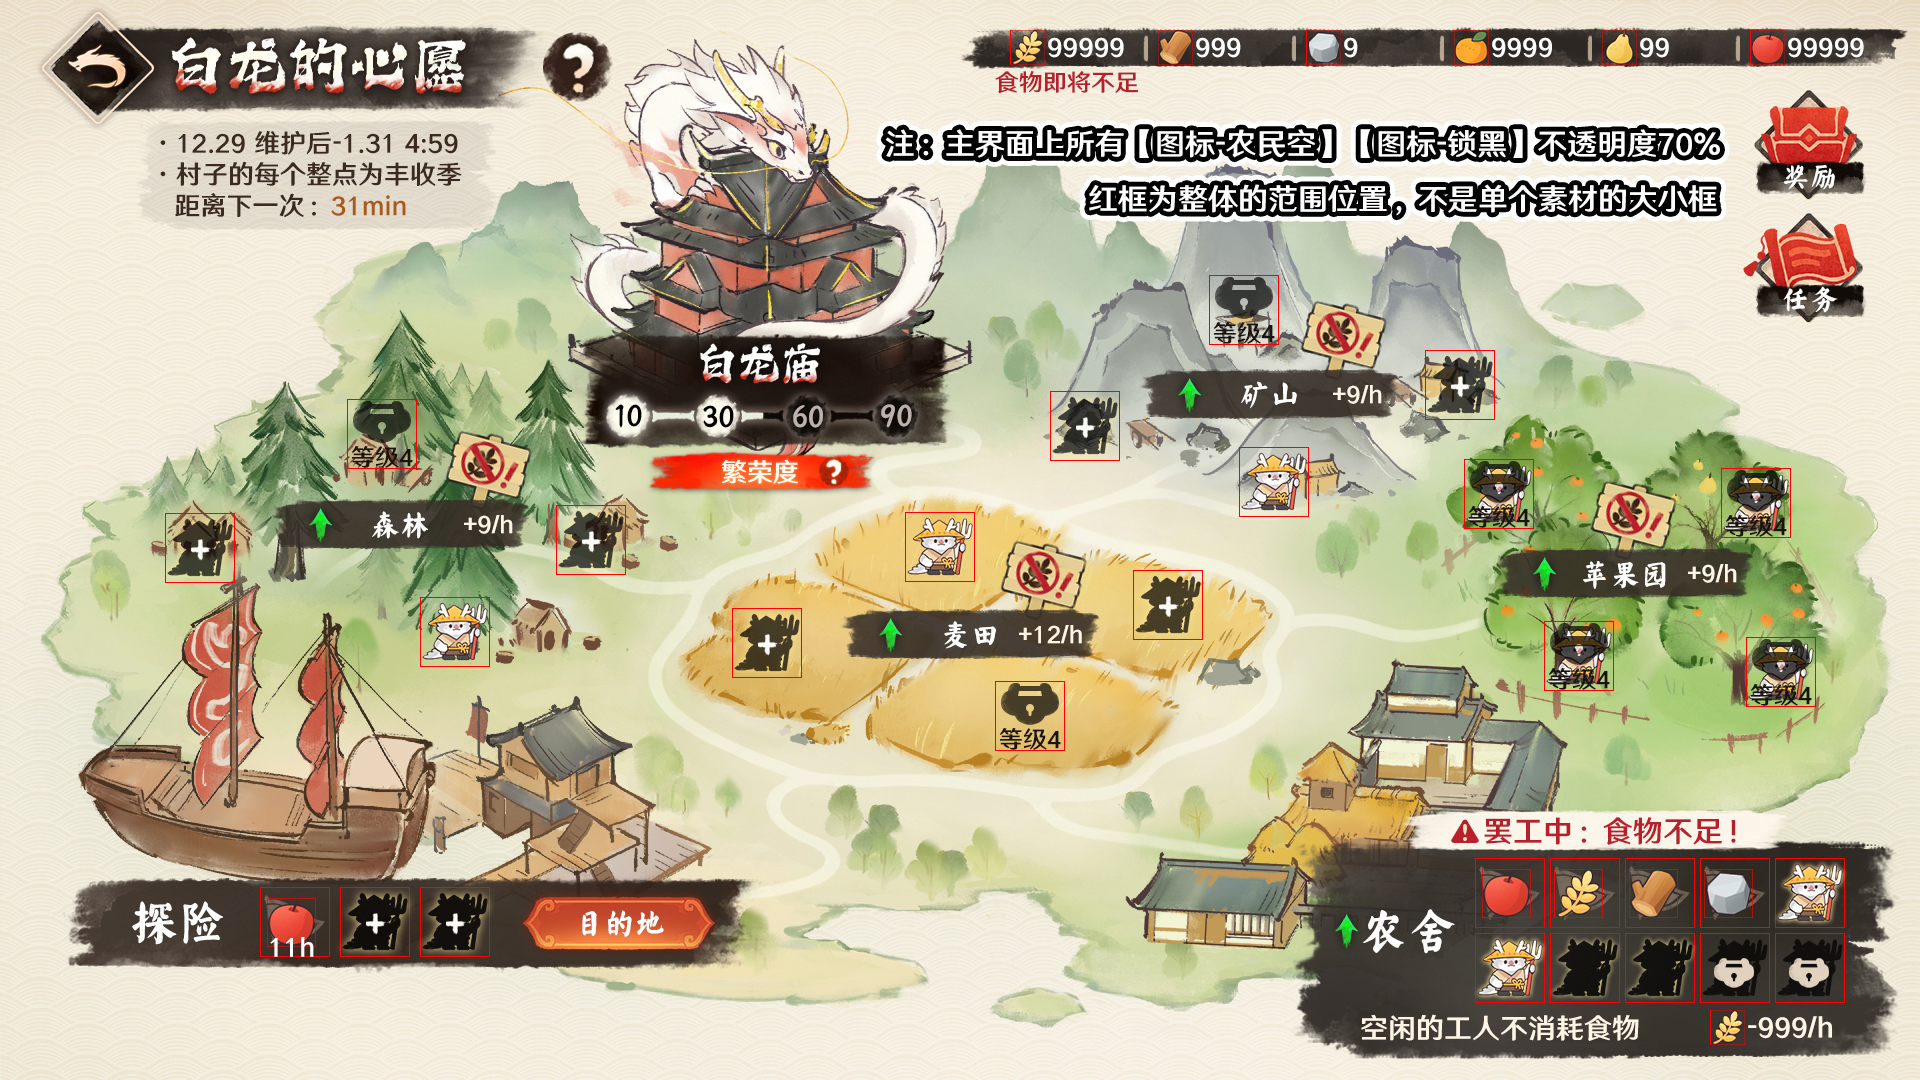 白龙的心愿
· 12.29 维护后-1.31 4:59
· 村子的每个整点为丰收季
距离下一次：31min
99999
999
9
9999
99
99999
食物即将不足
注：主界面上所有【图标-农民空】【图标-锁黑】不透明度70%
红框为整体的范围位置，不是单个素材的大小框
奖励
任务
白龙庙
10
30
60
90
繁荣度 ?
等级4
矿山 +9/h
等级4
森林 +9/h
等级4
等级4
苹果园 +9/h
等级4
等级4
麦田 +12/h
等级4
罢工中：食物不足！
探险
11h
目的地
农舍
空闲的工人不消耗食物
-999/h